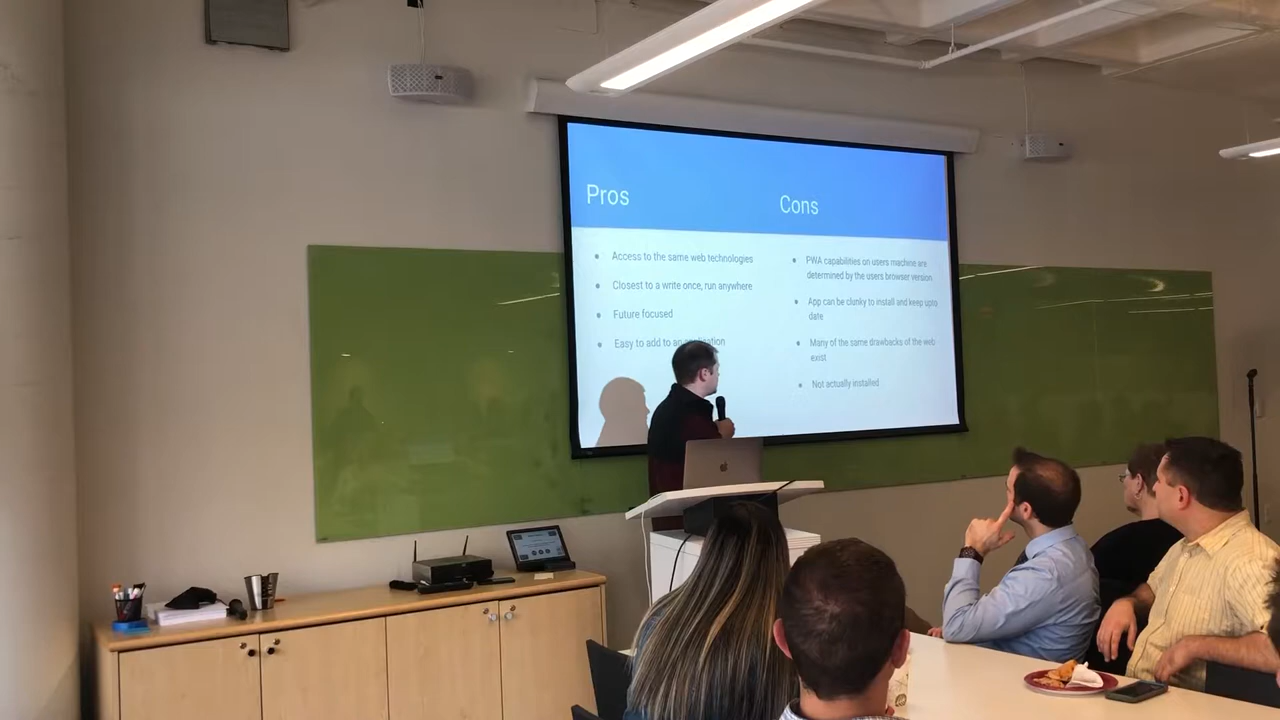 Pros
Access to the same web technologies
Closest to a write once, run anywhere
Future focused
Easy to add to an application
Cons
PWA capabilities on users machine are
determined by the users browser version
App can be clunky to install and keep upto
date
Many of the same drawbacks of the web
exist
Not actually installed